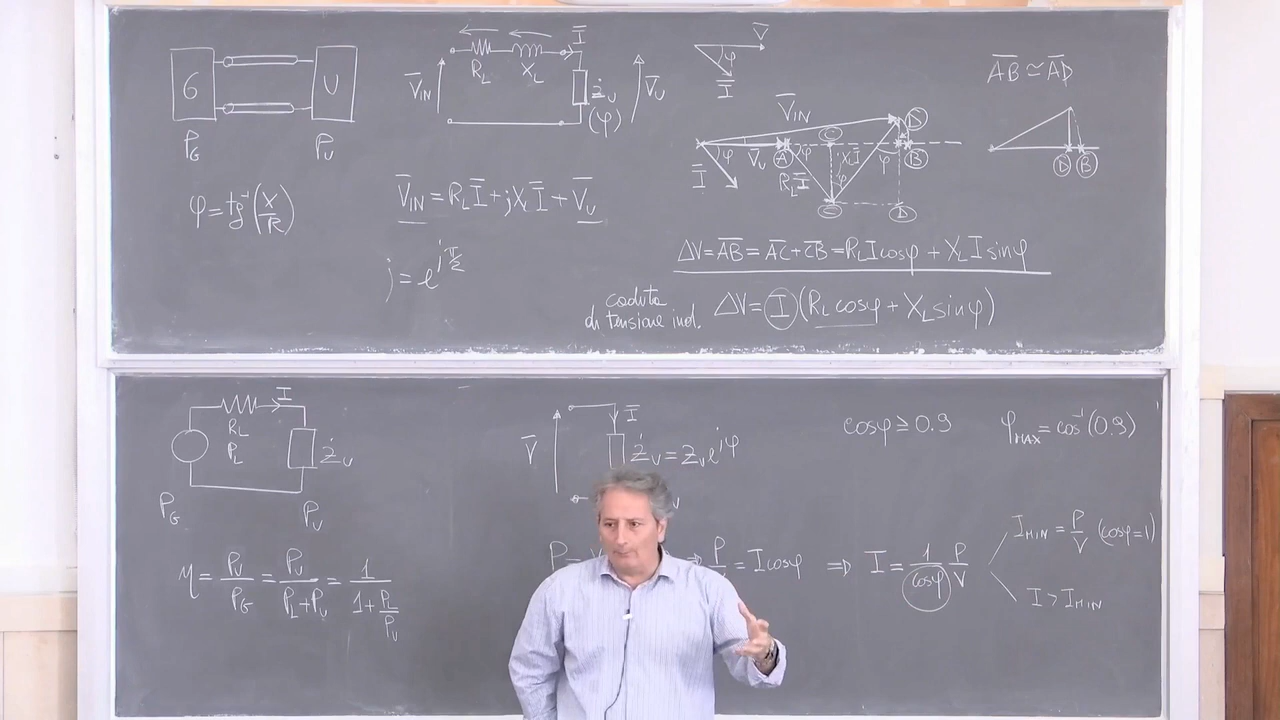 G
U
P_G
P_U
φ = tg⁻¹(X/R)
V̄_IN
R_L
X_L
Ī
Ż_U
(φ)
V̄_U
V̄_IN = R_L Ī + jX_L Ī + V̄_U
j = e^{jπ/2}
V̄
φ
Ī
V̄_IN
φ
V̄_U
Ī
A
φ
R_L Ī
C
X_L Ī
φ
C
φ
D
B
D
AB ≃ AD
D B
ΔV = AB = AC + CB = R_L I cosφ + X_L I sinφ
caduta
di tensione ind.
ΔV = I (R_L cosφ + X_L sinφ)
R_L
P_L
I
Ż_U
P_G
P_U
η = P_U/P_G = P_U/(P_L + P_U) = 1/(1 + P_L/P_U)
V̄
Ī
Ż_U = Z_U e^{jφ}
cosφ ≥ 0.9
φ_MAX = cos⁻¹(0.9)
P =
⇒ P = I cosφ ⇒ I = 1/cosφ P/V
I_MIN = P/V (cosφ = 1)
I > I_MIN